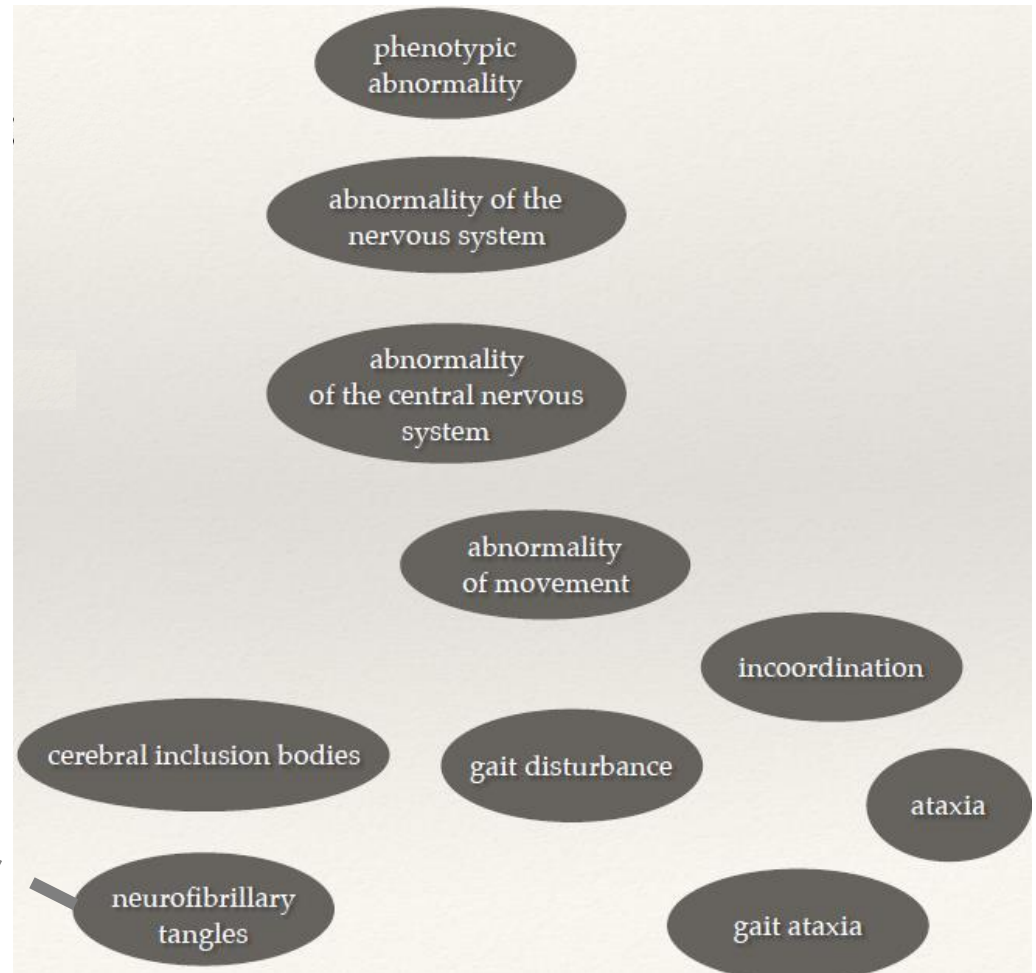 phenotypic
abnormality
abnormality of the
nervous system
abnormality
of the central nervous
system
abnormality
of movement
incoordination
cerebral inclusion bodies
gait disturbance
ataxia
neurofibrillary
tangles
gait ataxia